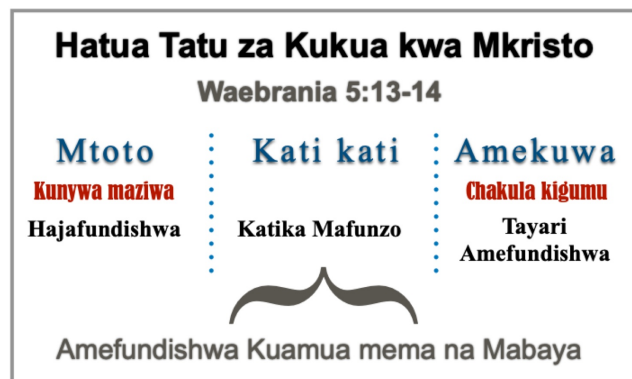 Hatua Tatu za Kukua kwa Mkristo
Waebrania 5:13-14
Mtoto
Kunywa maziwa
Hajafundishwa
Kati kati
Katika Mafunzo
Amekuwa
Chakula kigumu
Tayari
Amefundishwa
Amefundishwa Kuamua mema na Mabaya